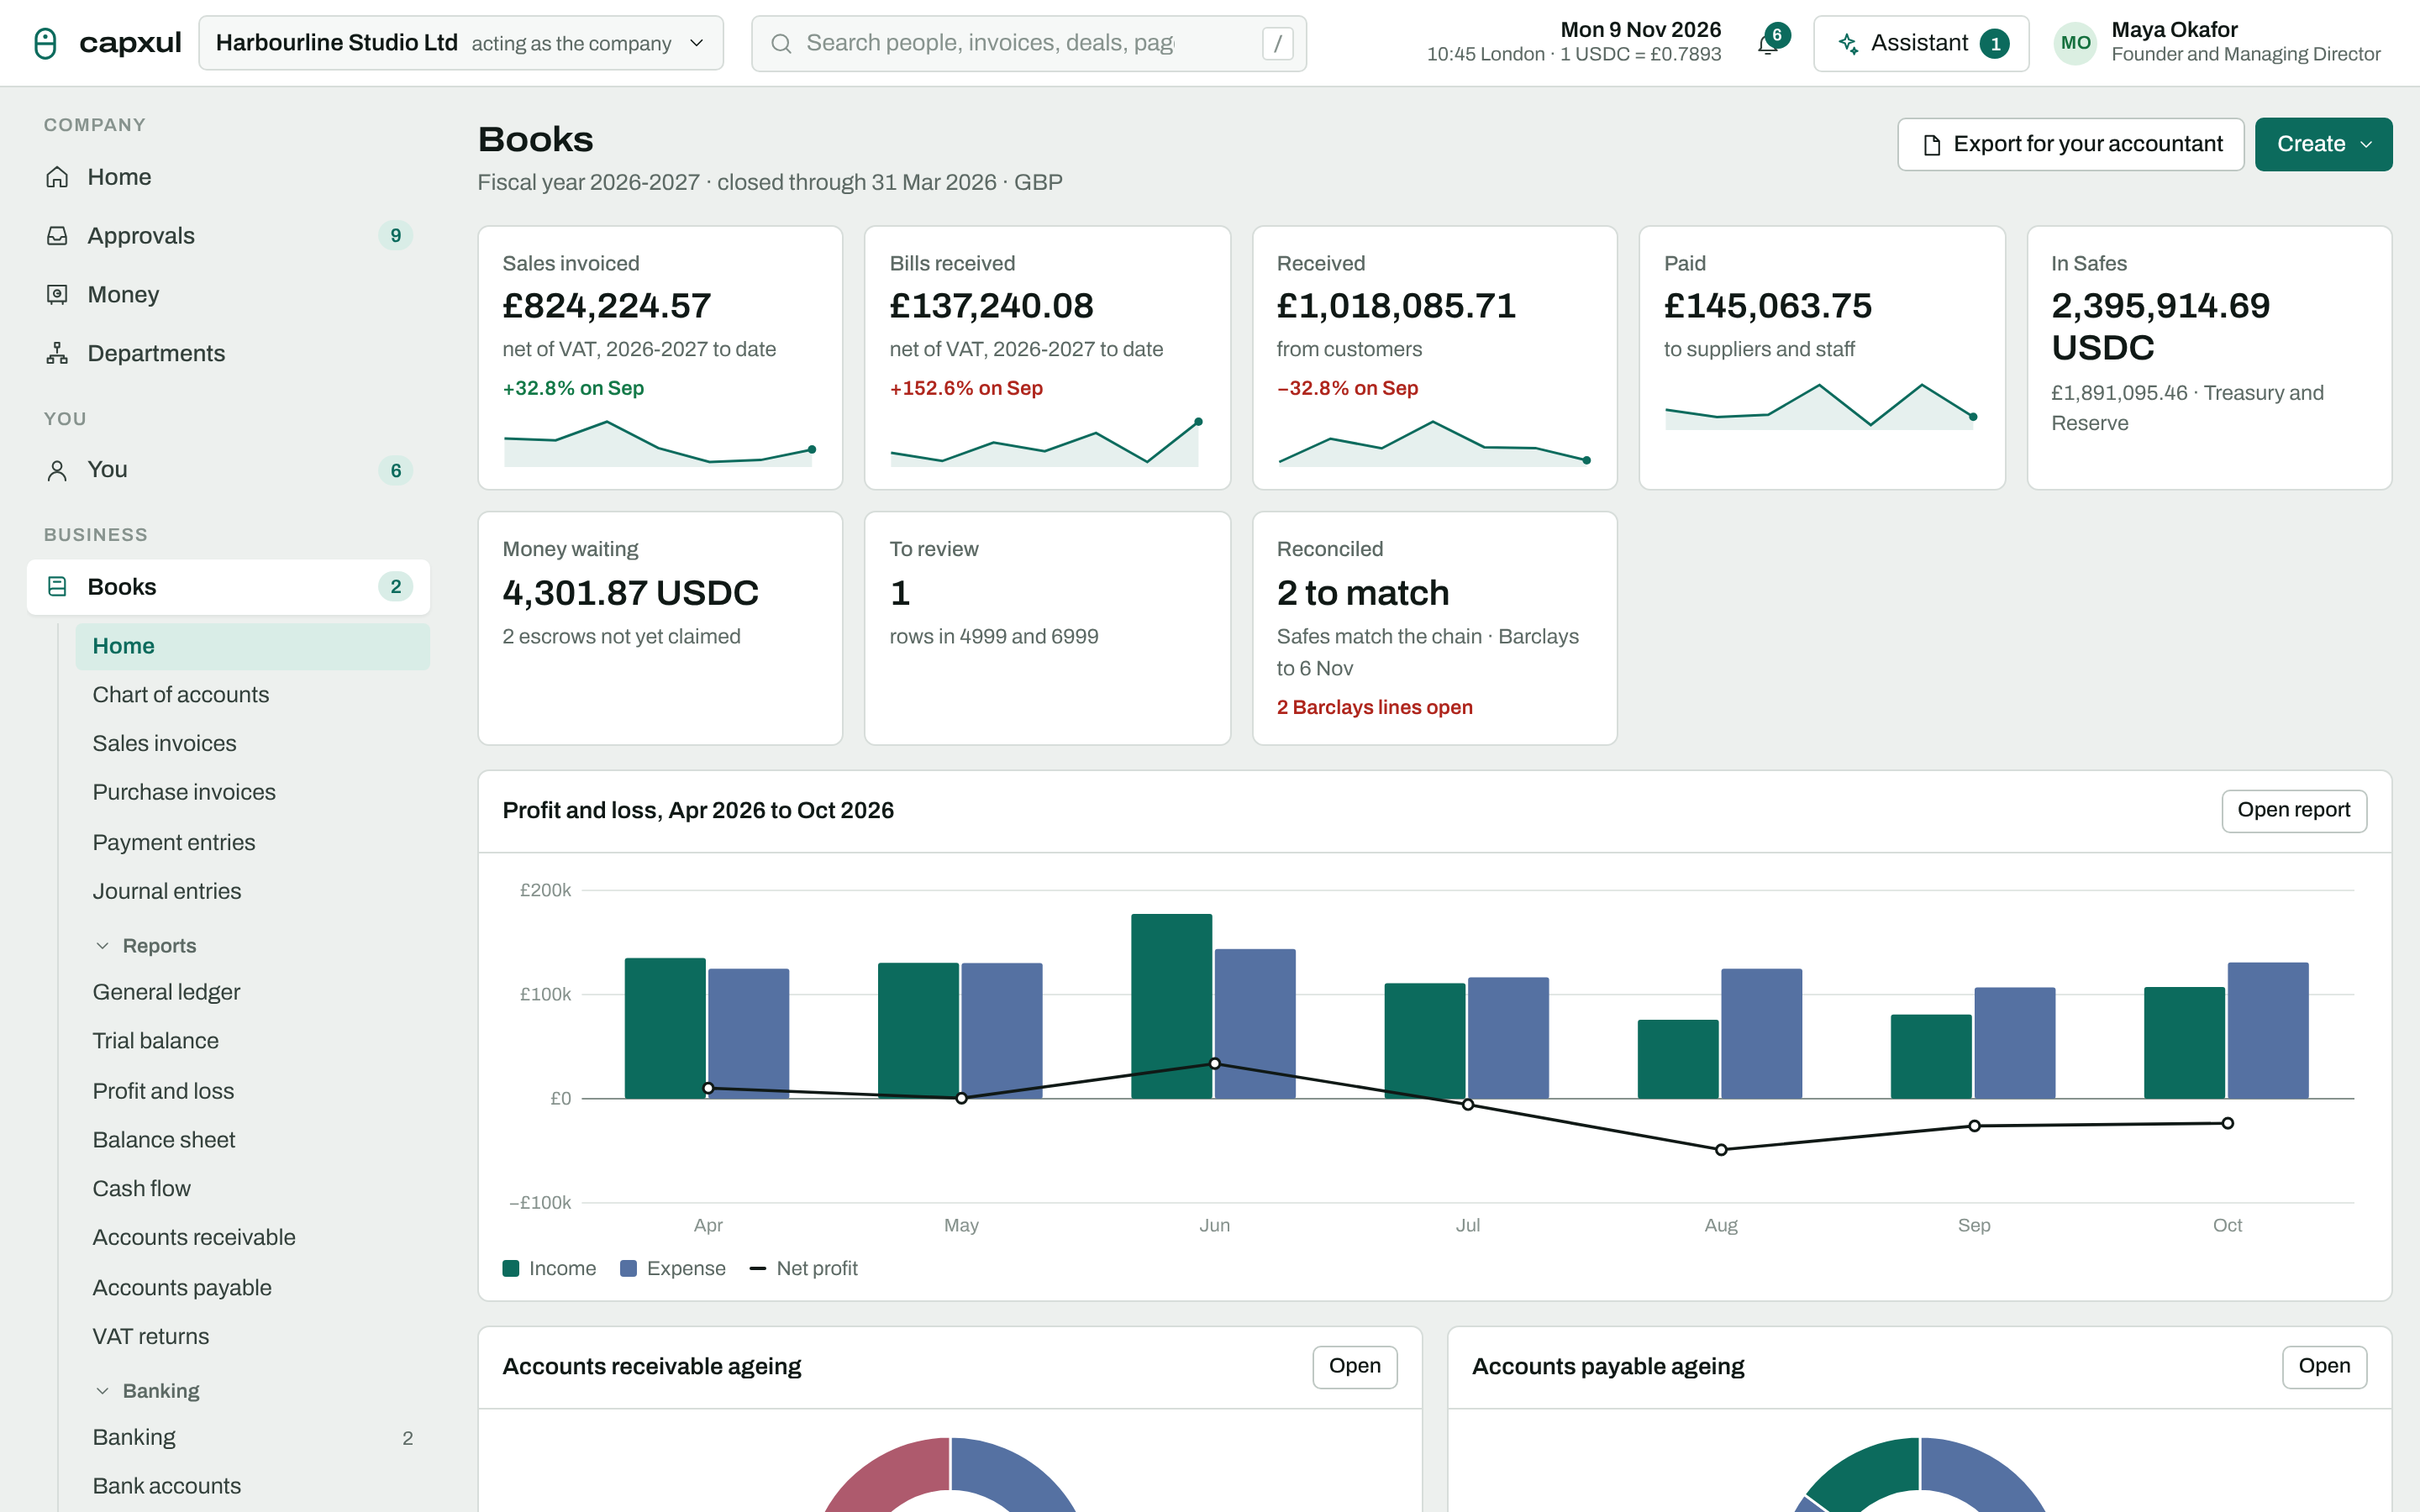 capxul
Harbourline Studio Ltd acting as the company
Search people, invoices, deals, pag
/
Mon 9 Nov 2026
10:45 London · 1 USDC = £0.7893
6
Assistant 1
MO
Maya Okafor
Founder and Managing Director
COMPANY
Home
Approvals 9
Money
Departments
YOU
You 6
BUSINESS
Books 2
Home
Chart of accounts
Sales invoices
Purchase invoices
Payment entries
Journal entries
Reports
General ledger
Trial balance
Profit and loss
Balance sheet
Cash flow
Accounts receivable
Accounts payable
VAT returns
Banking
Banking 2
Bank accounts
Books
Fiscal year 2026-2027 · closed through 31 Mar 2026 · GBP
Export for your accountant
Create
Sales invoiced
£824,224.57
net of VAT, 2026-2027 to date
+32.8% on Sep
Bills received
£137,240.08
net of VAT, 2026-2027 to date
+152.6% on Sep
Received
£1,018,085.71
from customers
−32.8% on Sep
Paid
£145,063.75
to suppliers and staff
In Safes
2,395,914.69
USDC
£1,891,095.46 · Treasury and
Reserve
Money waiting
4,301.87 USDC
2 escrows not yet claimed
To review
1
rows in 4999 and 6999
Reconciled
2 to match
Safes match the chain · Barclays
to 6 Nov
2 Barclays lines open
Profit and loss, Apr 2026 to Oct 2026
Open report
£200k
£100k
£0
−£100k
Apr May Jun Jul Aug Sep Oct
Income Expense Net profit
Accounts receivable ageing
Open
Accounts payable ageing
Open